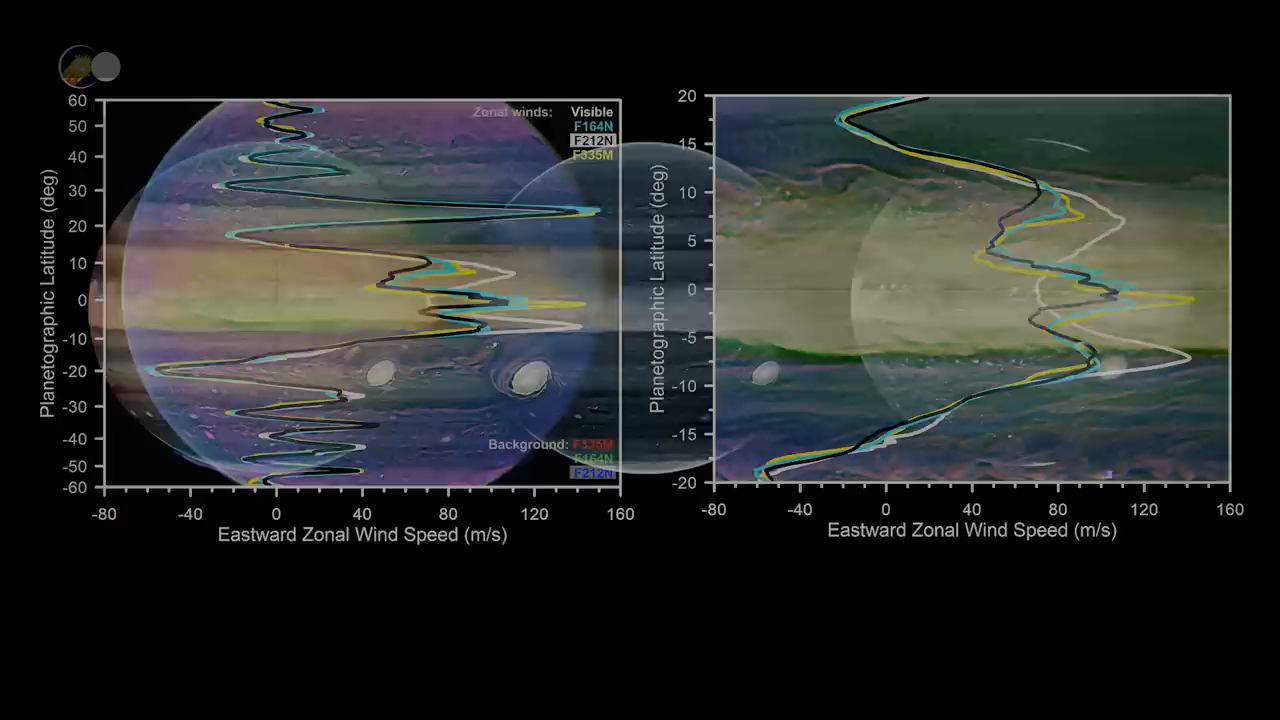 Zonal winds: Visible
F164N
F212N
F335M
60
50
40
30
20
10
0
-10
-20
-30
-40
-50
-60
Planetographic Latitude (deg)
Background: F335M
F164N
F212N
-80 -40 0 40 80 120 160
Eastward Zonal Wind Speed (m/s)
20
15
10
5
0
-5
-10
-15
-20
Planetographic Latitude (deg)
-80 -40 0 40 80 120 160
Eastward Zonal Wind Speed (m/s)